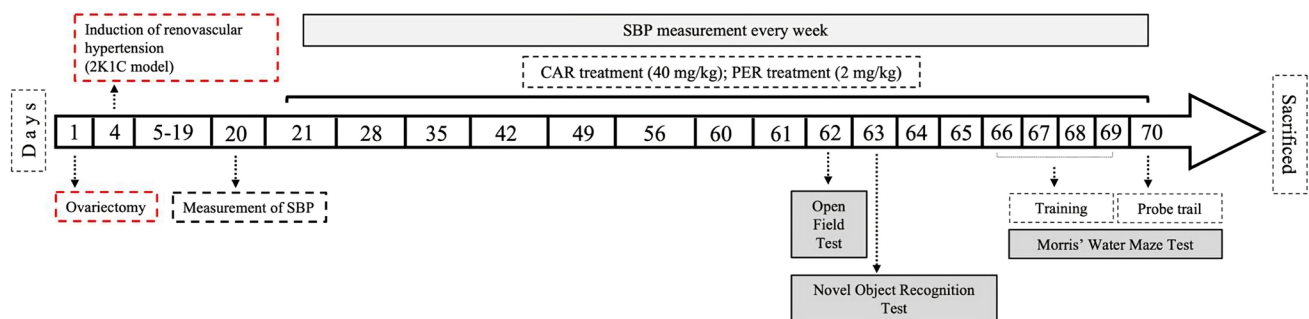 Induction of renovascular
hypertension
(2K1C model)
SBP measurement every week
CAR treatment (40 mg/kg); PER treatment (2 mg/kg)
Days
1 4 5-19 20 21 28 35 42 49 56 60 61 62 63 64 65 66 67 68 69 70
Sacrificed
Ovariectomy
Measurement of SBP
Open
Field
Test
Training
Probe trail
Morris’ Water Maze Test
Novel Object Recognition
Test